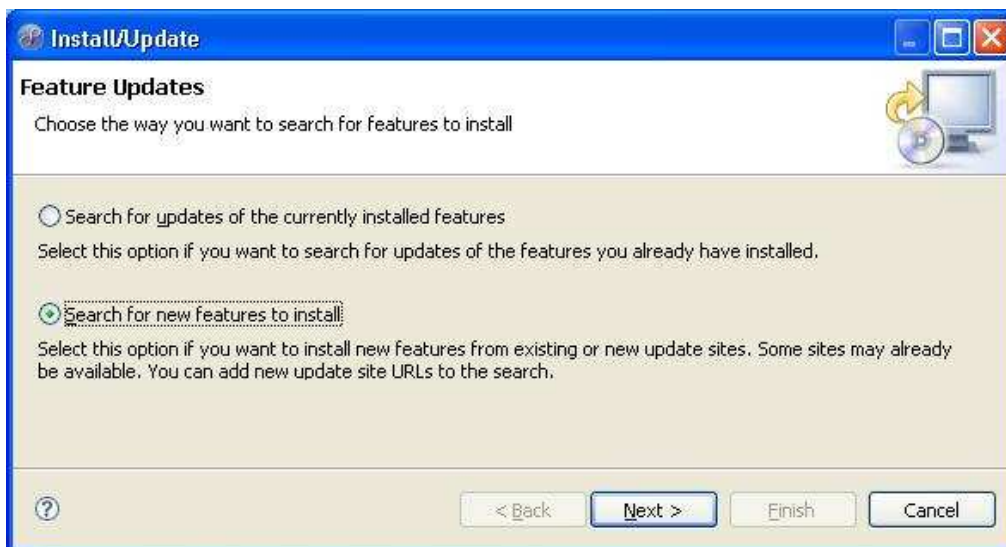 Install/Update
Feature Updates
Choose the way you want to search for features to install
Search for updates of the currently installed features
Select this option if you want to search for updates of the features you already have installed.
Search for new features to install
Select this option if you want to install new features from existing or new update sites. Some sites may already
be available. You can add new update site URLs to the search.
? < Back Next > Finish Cancel